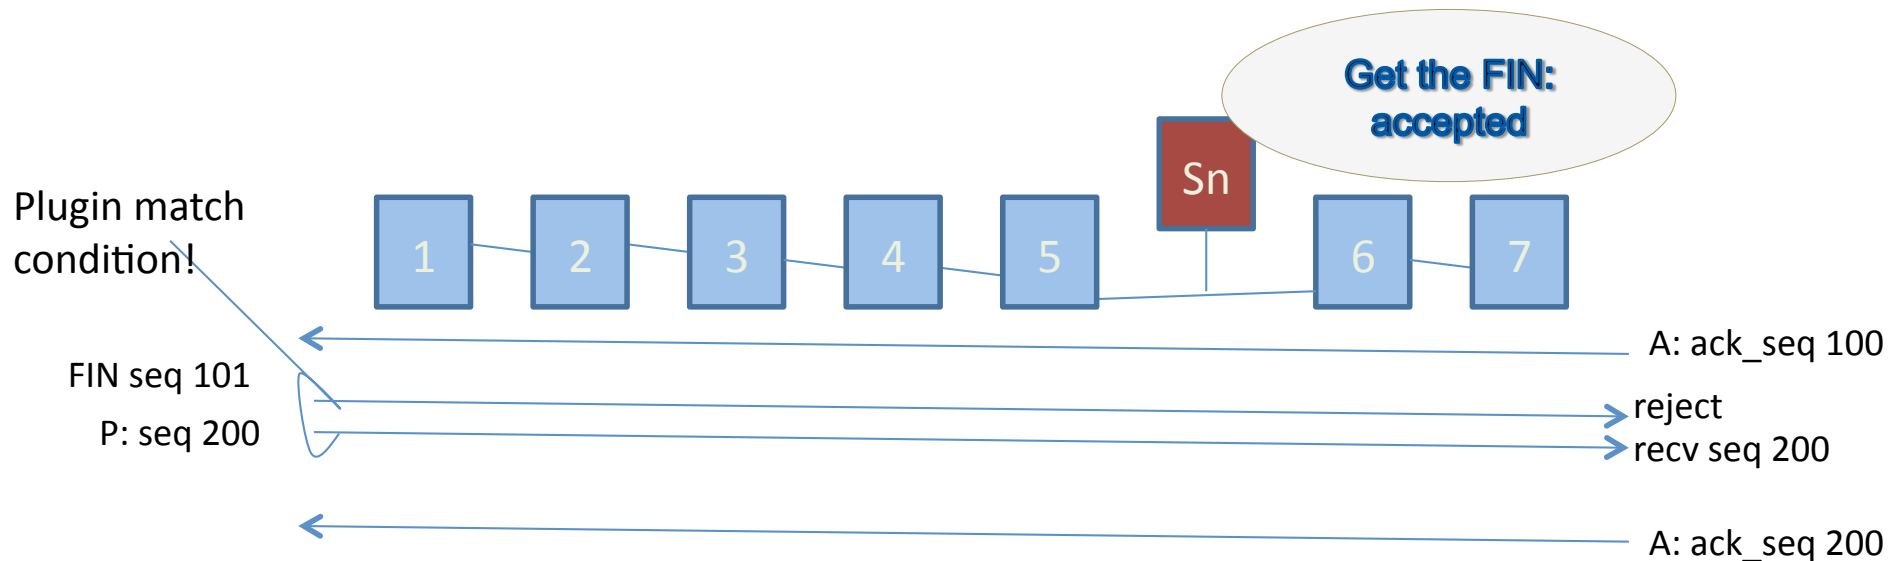 Get the FIN:
accepted
Sn
Plugin match
condition!
1 2 3 4 5 6 7
A: ack_seq 100
FIN seq 101
reject
P: seq 200
recv seq 200
A: ack_seq 200